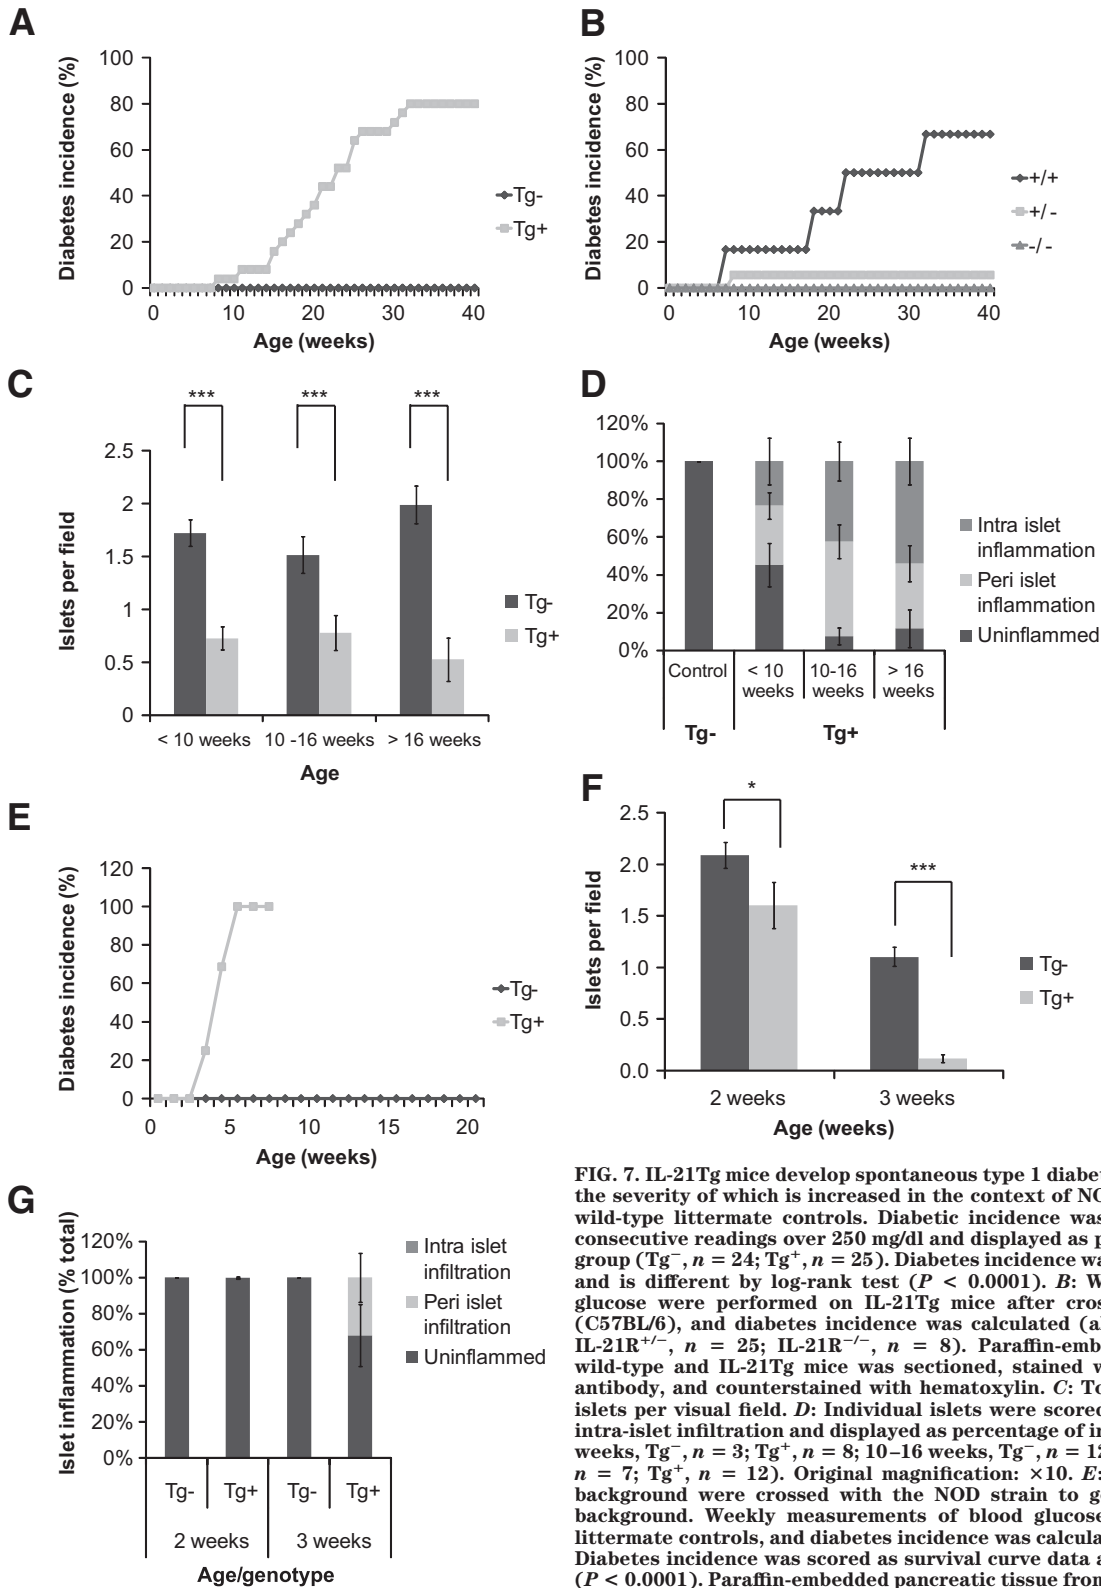 A
Diabetes incidence (%)
100
80
60
40
20
0
0 10 20 30 40
Age (weeks)
Tg-
Tg+
B
Diabetes incidence (%)
100
80
60
40
20
0
0 10 20 30 40
Age (weeks)
+/+
+/-
-/-
C
*** *** ***
Islets per field
2.5
2
1.5
1
0.5
0
< 10 weeks 10 -16 weeks > 16 weeks
Age
Tg-
Tg+
D
120%
100%
80%
60%
40%
20%
0%
Control < 10 weeks 10-16 weeks > 16 weeks
Tg- Tg+
Intra islet
inflammation
Peri islet
inflammation
Uninflammed
E
Diabetes incidence (%)
120
100
80
60
40
20
0
0 5 10 15 20
Age (weeks)
Tg-
Tg+
F
* ***
Islets per field
2.5
2.0
1.5
1.0
0.5
0.0
2 weeks 3 weeks
Age (weeks)
Tg-
Tg+
G
Islet inflammation (% total)
120%
100%
80%
60%
40%
20%
0%
Tg- Tg+ Tg- Tg+
2 weeks 3 weeks
Age/genotype
Intra islet
infiltration
Peri islet
infiltration
Uninflammed
FIG. 7. IL-21Tg mice develop spontaneous type 1 diabet
the severity of which is increased in the context of NO
wild-type littermate controls. Diabetic incidence was
consecutive readings over 250 mg/dl and displayed as p
group (Tg⁻, n = 24; Tg⁺, n = 25). Diabetes incidence wa
and is different by log-rank test (P < 0.0001). B: W
glucose were performed on IL-21Tg mice after cros
(C57BL/6), and diabetes incidence was calculated (al
IL-21R⁺/⁻, n = 25; IL-21R⁻/⁻, n = 8). Paraffin-emb
wild-type and IL-21Tg mice was sectioned, stained w
antibody, and counterstained with hematoxylin. C: To
islets per visual field. D: Individual islets were scored
intra-islet infiltration and displayed as percentage of in
weeks, Tg⁻, n = 3; Tg⁺, n = 8; 10–16 weeks, Tg⁻, n = 12
n = 7; Tg⁺, n = 12). Original magnification: ×10. E:
background were crossed with the NOD strain to g
background. Weekly measurements of blood glucose
littermate controls, and diabetes incidence was calcula
Diabetes incidence was scored as survival curve data a
(P < 0.0001). Paraffin-embedded pancreatic tissue from